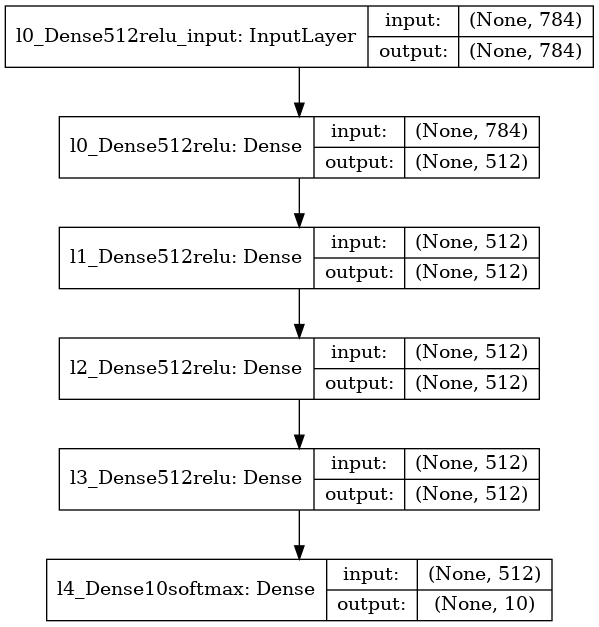 l0_Dense512relu_input: InputLayer
input: (None, 784)
output: (None, 784)
l0_Dense512relu: Dense
input: (None, 784)
output: (None, 512)
l1_Dense512relu: Dense
input: (None, 512)
output: (None, 512)
l2_Dense512relu: Dense
input: (None, 512)
output: (None, 512)
l3_Dense512relu: Dense
input: (None, 512)
output: (None, 512)
l4_Dense10softmax: Dense
input: (None, 512)
output: (None, 10)